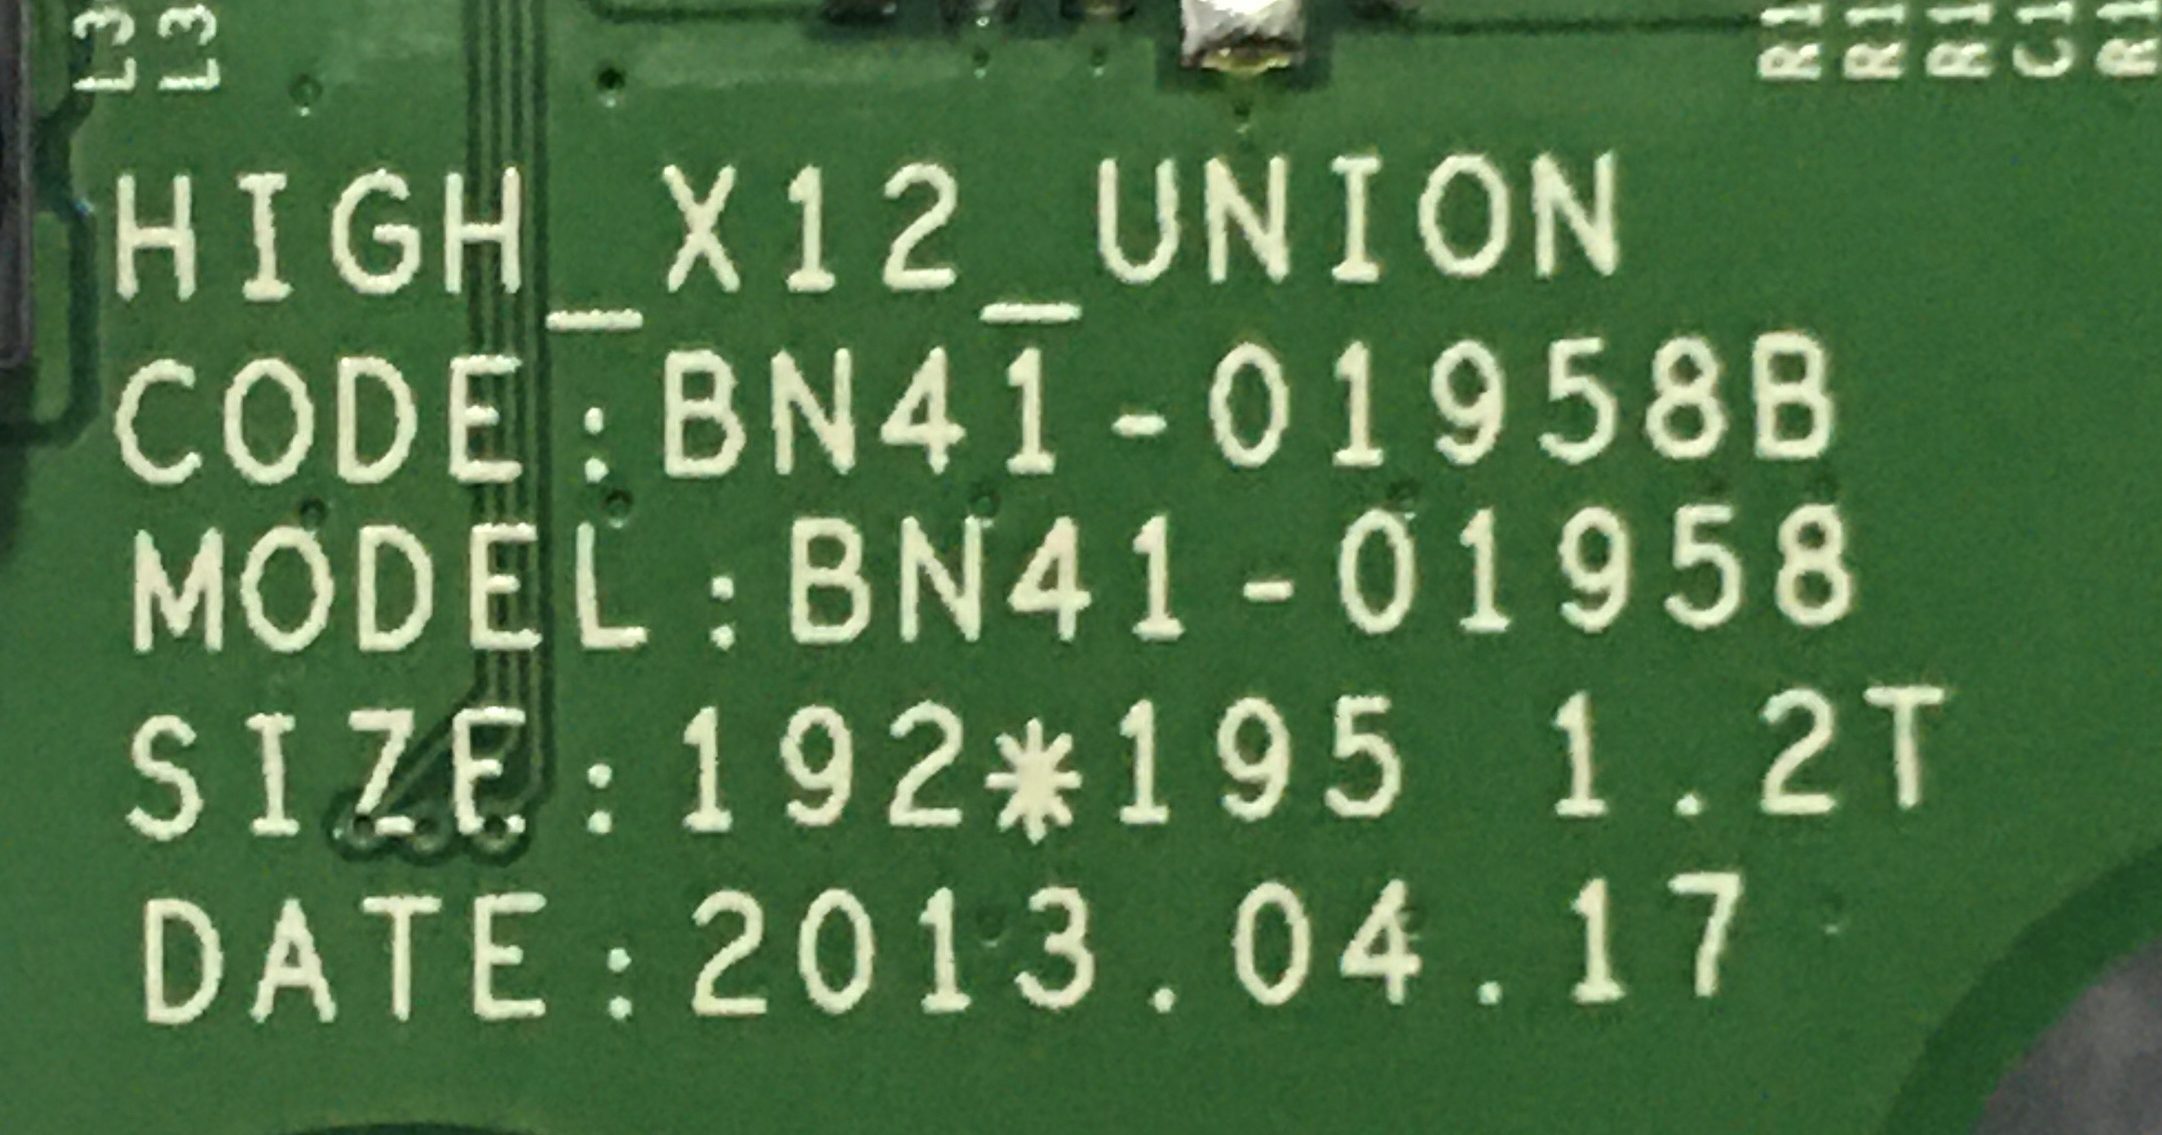 HIGH_X12_UNION
CODE:BN41-01958B
MODEL:BN41-01958
SIZE:192*195 1.2T
DATE:2013.04.17